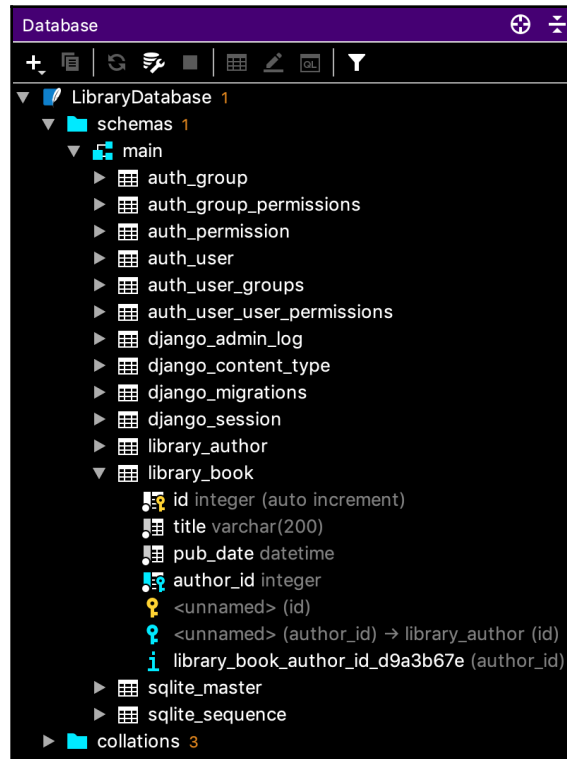 Database
QL
LibraryDatabase 1
schemas 1
main
auth_group
auth_group_permissions
auth_permission
auth_user
auth_user_groups
auth_user_user_permissions
django_admin_log
django_content_type
django_migrations
django_session
library_author
library_book
id integer (auto increment)
title varchar(200)
pub_date datetime
author_id integer
<unnamed> (id)
<unnamed> (author_id) → library_author (id)
library_book_author_id_d9a3b67e (author_id)
sqlite_master
sqlite_sequence
collations 3